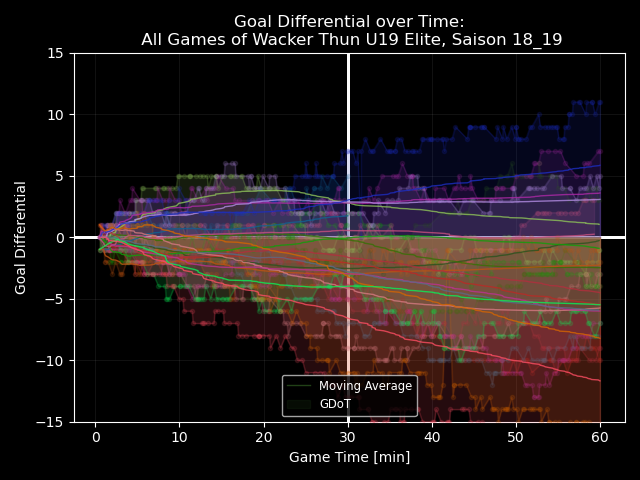 Goal Differential over Time:
All Games of Wacker Thun U19 Elite, Saison 18_19
15
10
5
0
−5
−10
−15
Goal Differential
0 10 20 30 40 50 60
Game Time [min]
Moving Average
GDoT